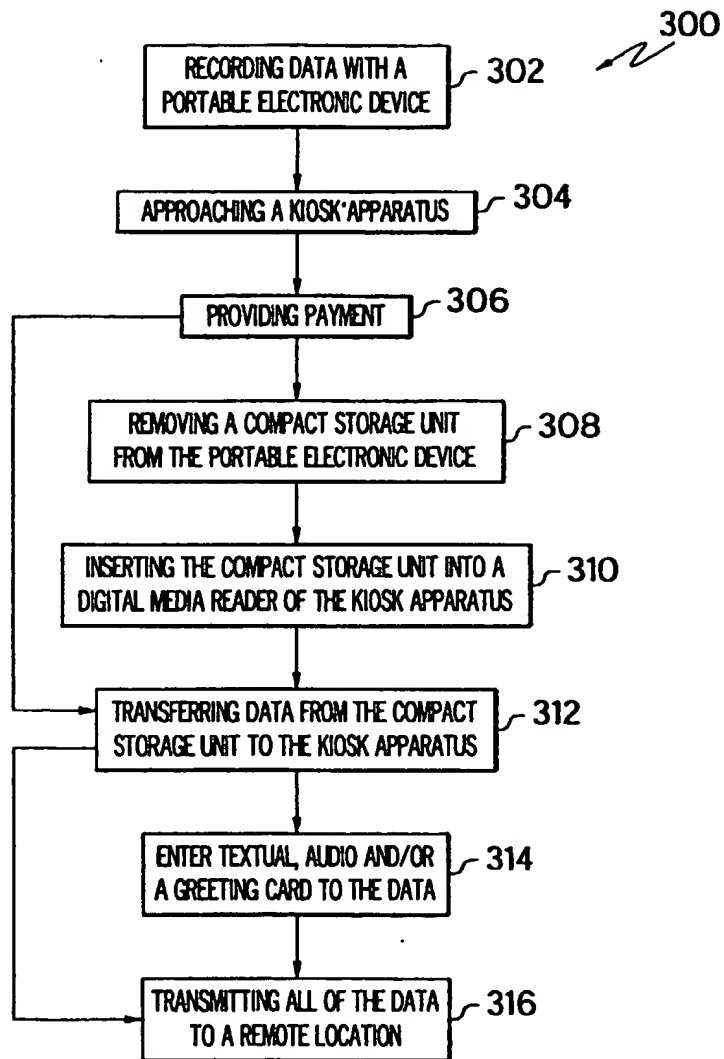 300
RECORDING DATA WITH A
PORTABLE ELECTRONIC DEVICE
302
APPROACHING A KIOSK APPARATUS
304
PROVIDING PAYMENT
306
REMOVING A COMPACT STORAGE UNIT
FROM THE PORTABLE ELECTRONIC DEVICE
308
INSERTING THE COMPACT STORAGE UNIT INTO A
DIGITAL MEDIA READER OF THE KIOSK APPARATUS
310
TRANSFERRING DATA FROM THE COMPACT
STORAGE UNIT TO THE KIOSK APPARATUS
312
ENTER TEXTUAL, AUDIO AND/OR
A GREETING CARD TO THE DATA
314
TRANSMITTING ALL OF THE DATA
TO A REMOTE LOCATION
316